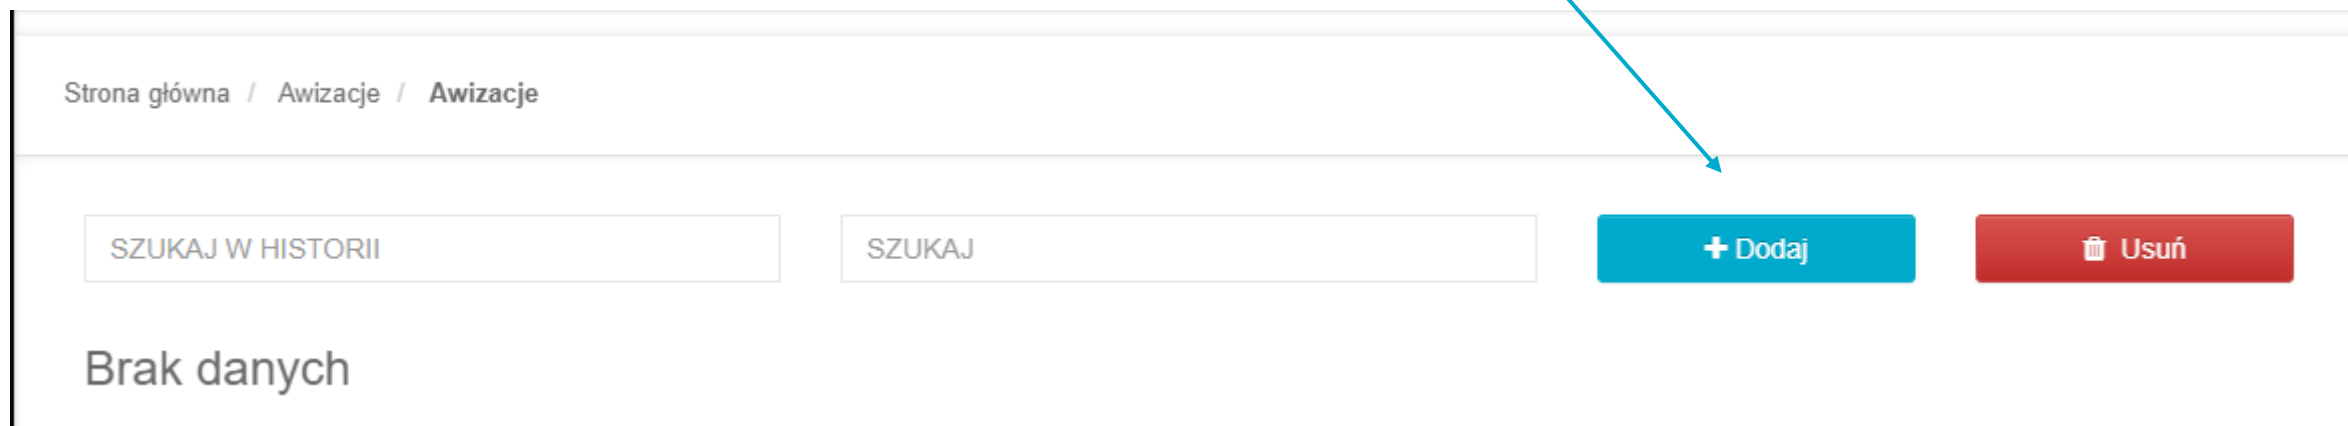 Strona główna / Awizacje / Awizacje
SZUKAJ W HISTORII
SZUKAJ
Dodaj
Usuń
Brak danych